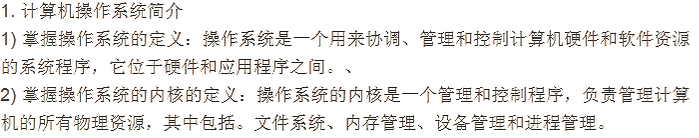 1. 计算机操作系统简介
1) 掌握操作系统的定义：操作系统是一个用来协调、管理和控制计算机硬件和软件资源
的系统程序，它位于硬件和应用程序之间。、
2) 掌握操作系统的内核的定义：操作系统的内核是一个管理和控制程序，负责管理计算
机的所有物理资源，其中包括。文件系统、内存管理、设备管理和进程管理。